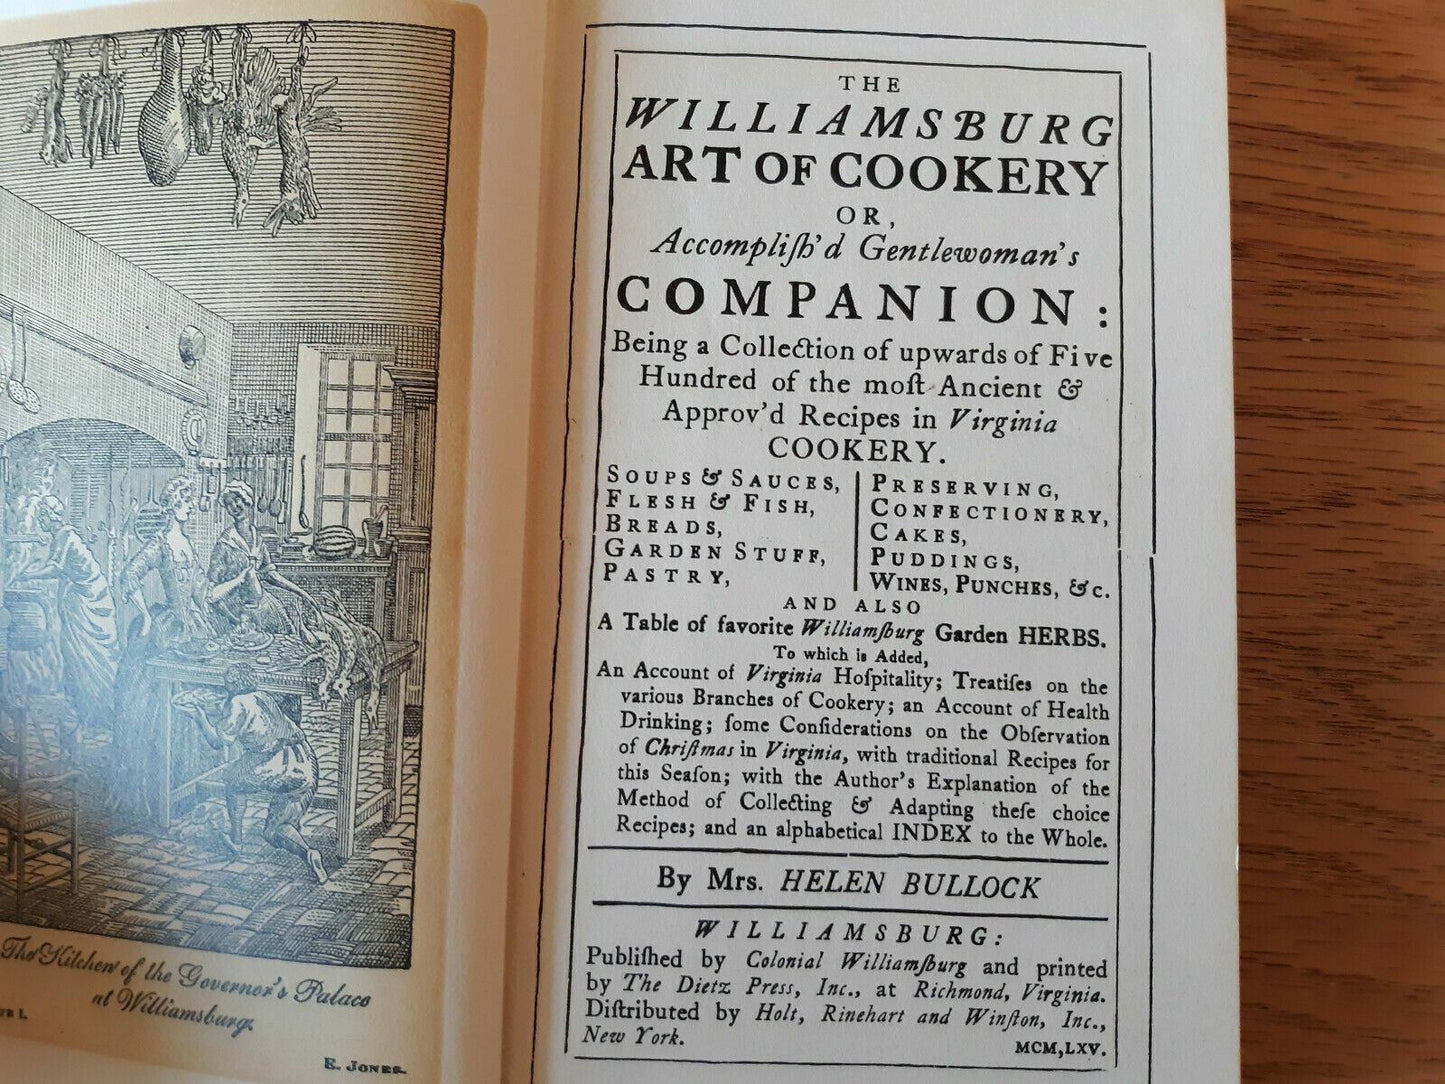 The Kitchen of the Governor's Palace
at Williamsburg.
E. JONES.
THE
WILLIAMSBURG
ART OF COOKERY
OR,
Accompliſh'd Gentlewoman's
COMPANION:
Being a Collection of upwards of Five
Hundred of the moſt Ancient &
Approv'd Recipes in Virginia
COOKERY.
SOUPS & SAUCES,
FLESH & FISH,
BREADS,
GARDEN STUFF,
PASTRY,
PRESERVING,
CONFECTIONERY,
CAKES,
PUDDINGS,
WINES, PUNCHES, &c.
AND ALSO
A Table of favorite Williamſburg Garden HERBS.
To which is Added,
An Account of Virginia Hoſpitality; Treatiſes on the
various Branches of Cookery; an Account of Health
Drinking; ſome Conſiderations on the Obſervation
of Chriſtmas in Virginia, with traditional Recipes for
this Seaſon; with the Author's Explanation of the
Method of Collecting & Adapting theſe choice
Recipes; and an alphabetical INDEX to the Whole.
By Mrs. HELEN BULLOCK
WILLIAMSBURG:
Publiſhed by Colonial Williamſburg and printed
by The Dietz Press, Inc., at Richmond, Virginia.
Diſtributed by Holt, Rinehart and Winſton, Inc.,
New York.
MCM,LXV.